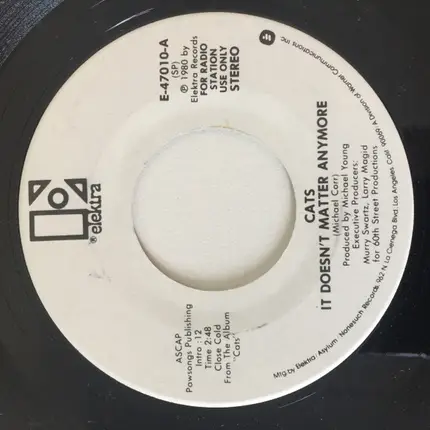 elektra
®
E-47010-A
(SP)
℗ 1980 by
Elektra Records
FOR RADIO
STATION
USE ONLY
STEREO
ASCAP
Pawsongs Publishing
Intro :12
Time 2:48
Close Cold
From The Album
"Cats"
CATS
IT DOESN'T MATTER ANYMORE
(Michael Carr)
Produced by Michael Young
Executive Producers:
Murry Swartz, Larry Magid
for 60th Street Productions
Mtg by Elektra/Asylum/Nonesuch Records, 962 N. La Cienega Blvd. Los Angeles, Calif. 90069 A Division of Warner Communications Inc.